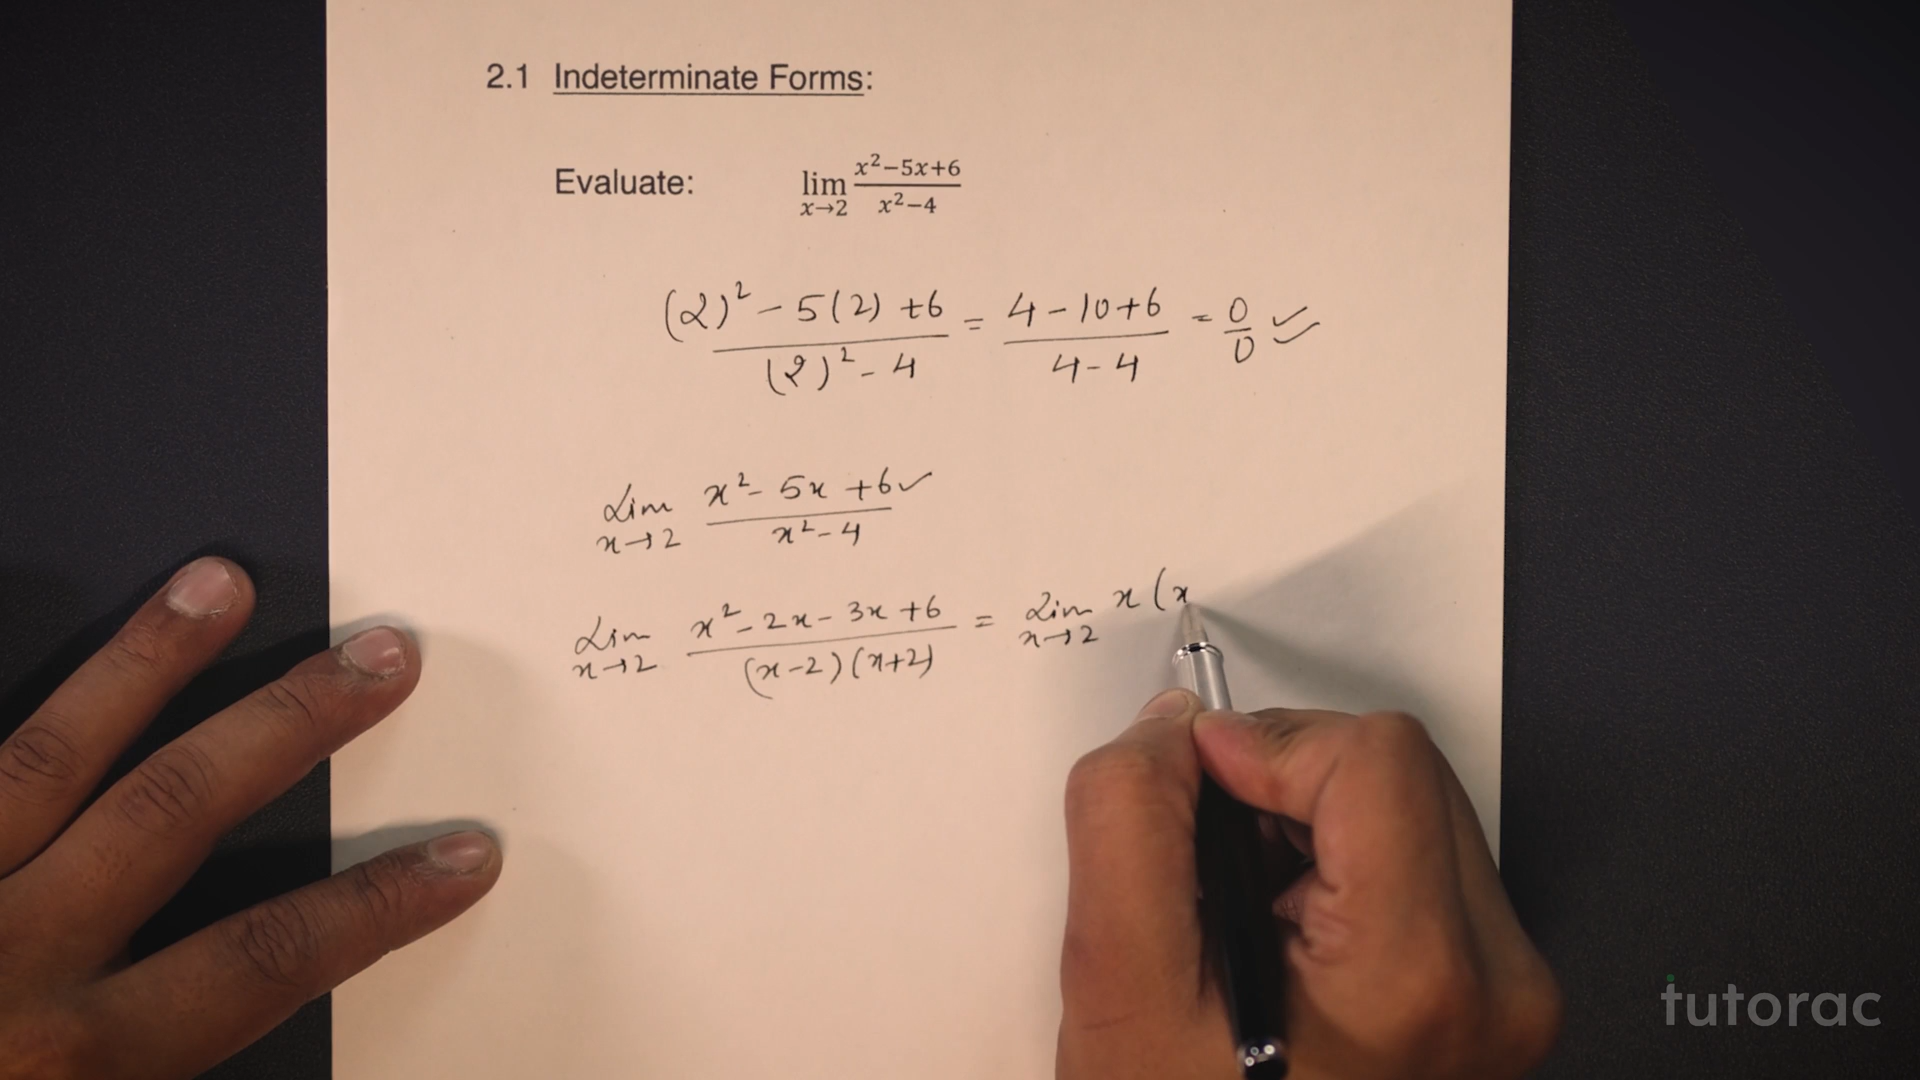 2.1 Indeterminate Forms:
Evaluate: lim x→2 x²−5x+6 / x²−4
(2)² - 5(2) +6 / (2)² - 4 = 4 - 10+6 / 4-4 = 0/0 ✓
Lim x→2 x² - 5x +6 ✓ / x² - 4
Lim x→2 x² - 2x - 3x +6 / (x-2)(x+2) = Lim x→2 x (x
tutorac